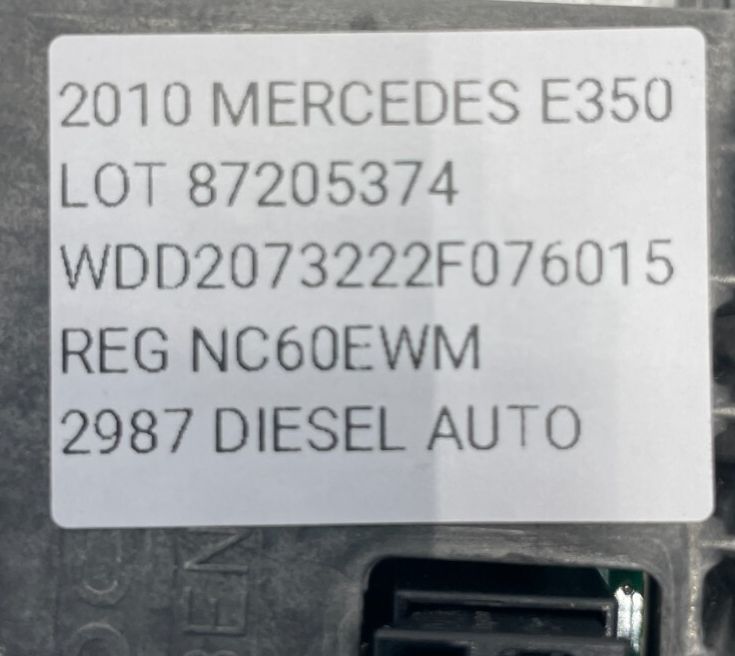 2010 MERCEDES E350
LOT 87205374
WDD2073222F076015
REG NC60EWM
2987 DIESEL AUTO